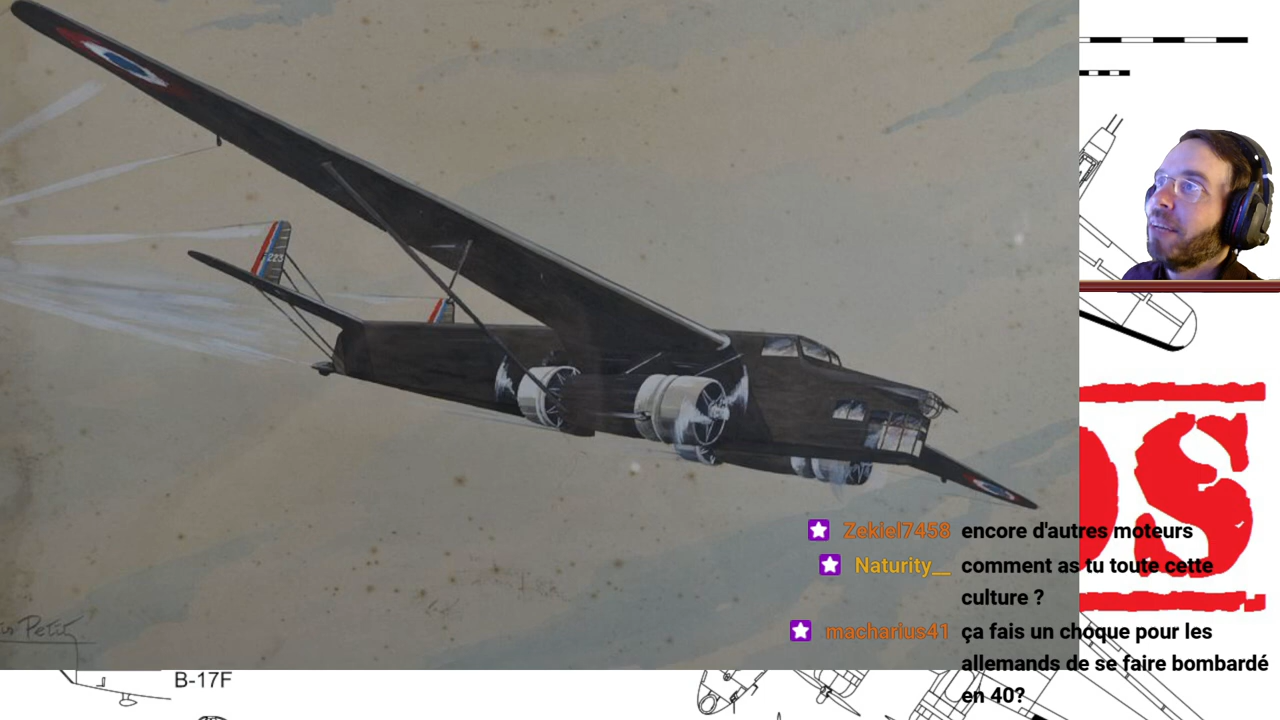 223
Zekiel7458 encore d'autres moteurs
Naturity__ comment as tu toute cette
culture ?
macharius41 ça fais un choque pour les
allemands de se faire bombardé
en 40?
Petit
B-17F